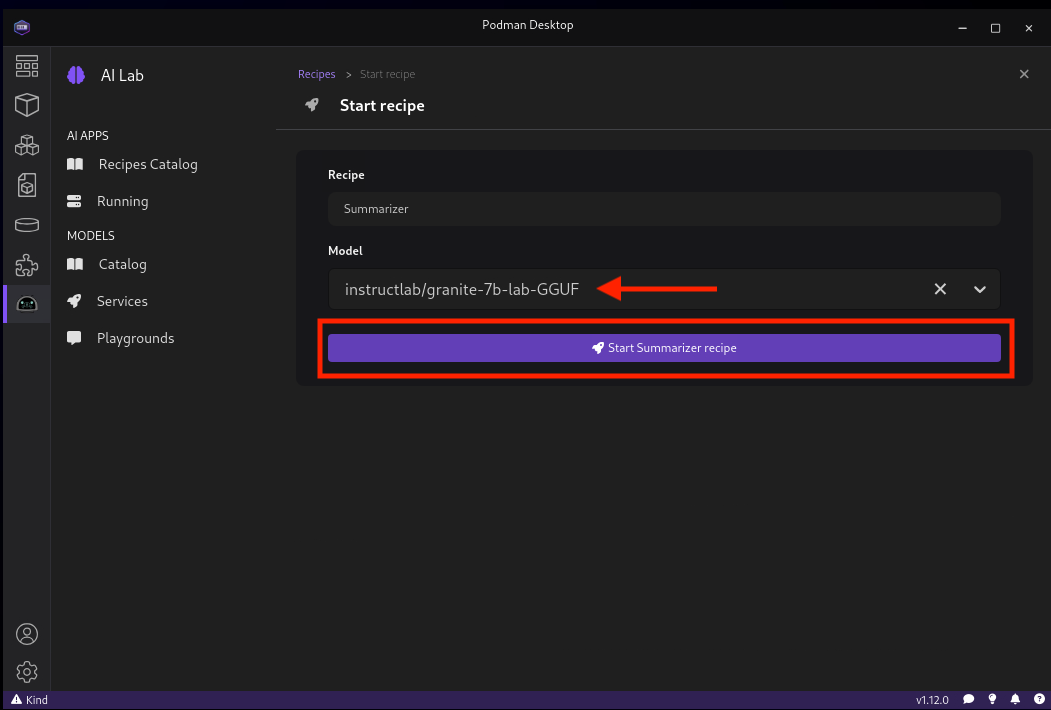 Podman Desktop
AI Lab
AI APPS
Recipes Catalog
Running
MODELS
Catalog
Services
Playgrounds
Recipes > Start recipe
Start recipe
Recipe
Summarizer
Model
instructlab/granite-7b-lab-GGUF
Start Summarizer recipe
Kind
v1.12.0